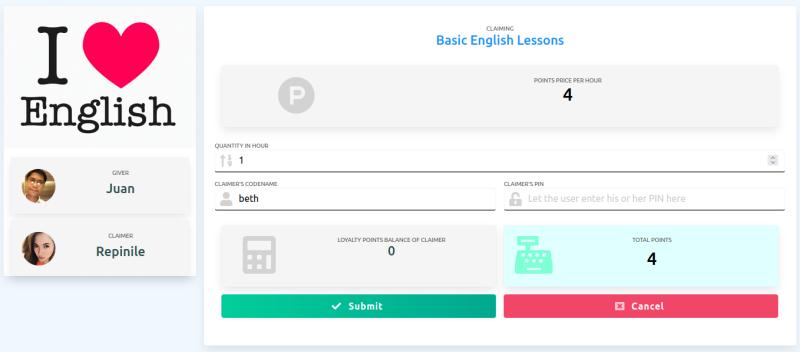 I
English
GIVER
Juan
CLAIMER
Repinile
CLAIMING
Basic English Lessons
P
POINTS PRICE PER HOUR
4
QUANTITY IN HOUR
1
CLAIMER'S CODENAME
beth
CLAIMER'S PIN
Let the user enter his or her PIN here
LOYALTY POINTS BALANCE OF CLAIMER
0
TOTAL POINTS
4
Submit
Cancel